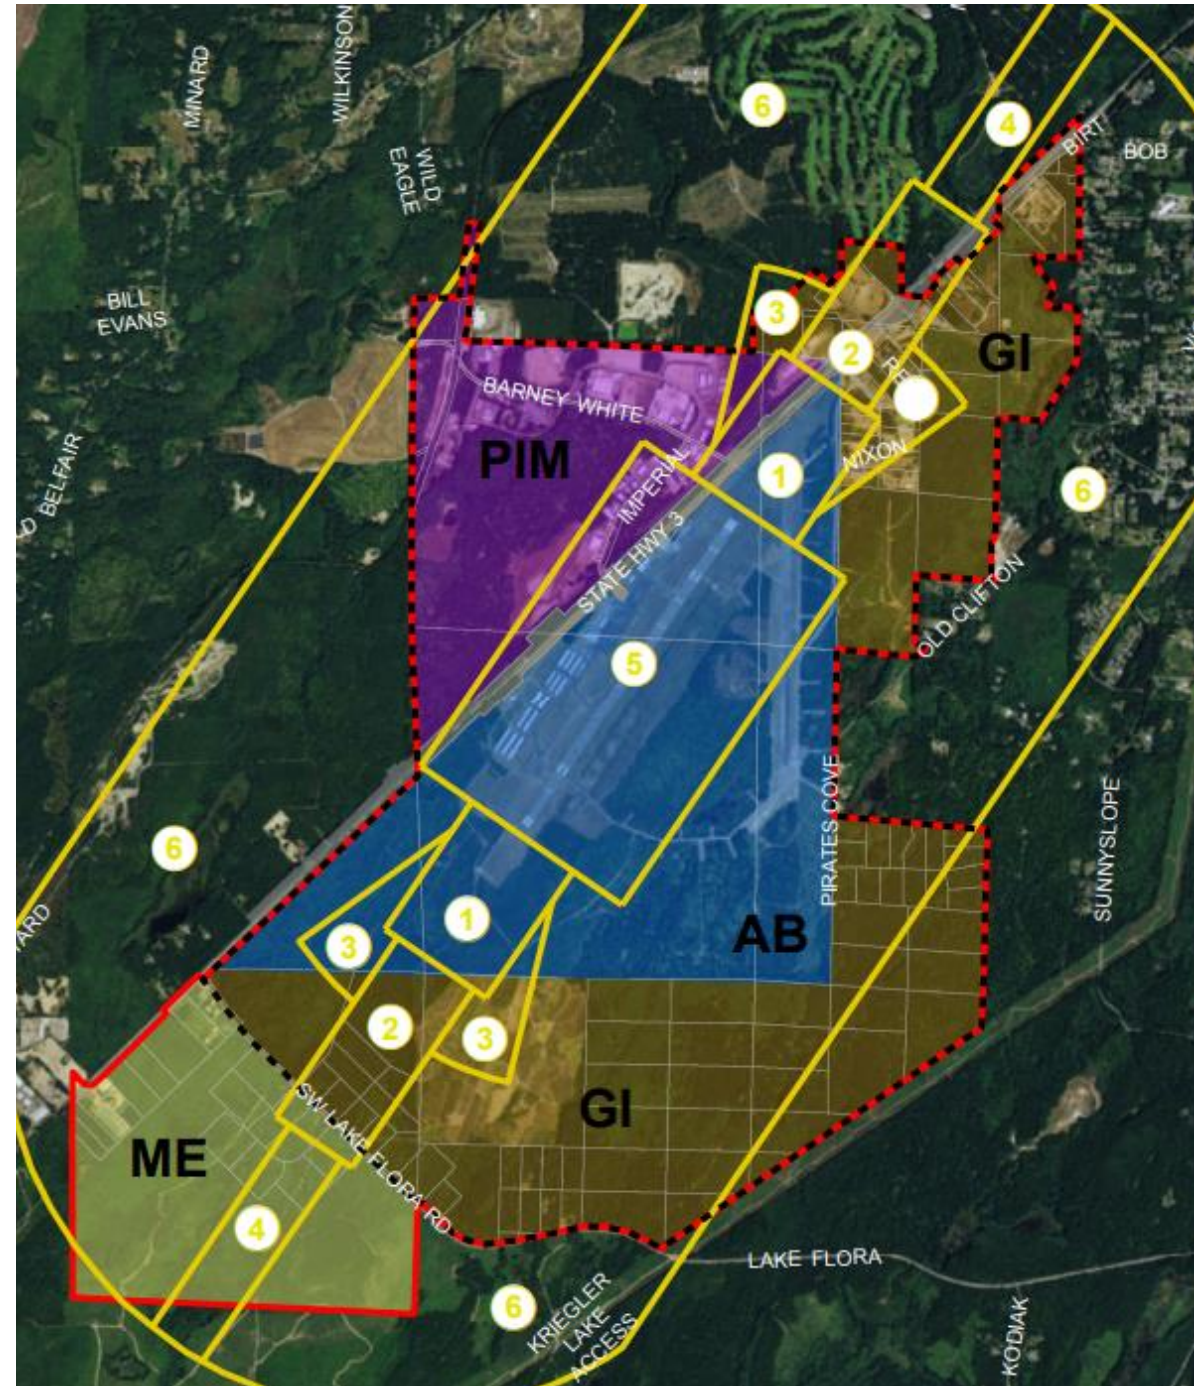 MINARD
WILKINSON
6
4
BIRT
BOB
WILD
EAGLE
BILL
EVANS
3
2
GI
BARNEY WHITE
PIM
IMPERIAL
1
NIXON
6
BELFAIR
STATE HWY 3
OLD CLIFTON
5
PIRATES COVE
SUNNYSLOPE
6
ARD
1
AB
3
2
3
GI
SW LAKE FLORA RD
ME
4
LAKE FLORA
6
KRIEGLER
LAKE
ACCESS
KODIAK